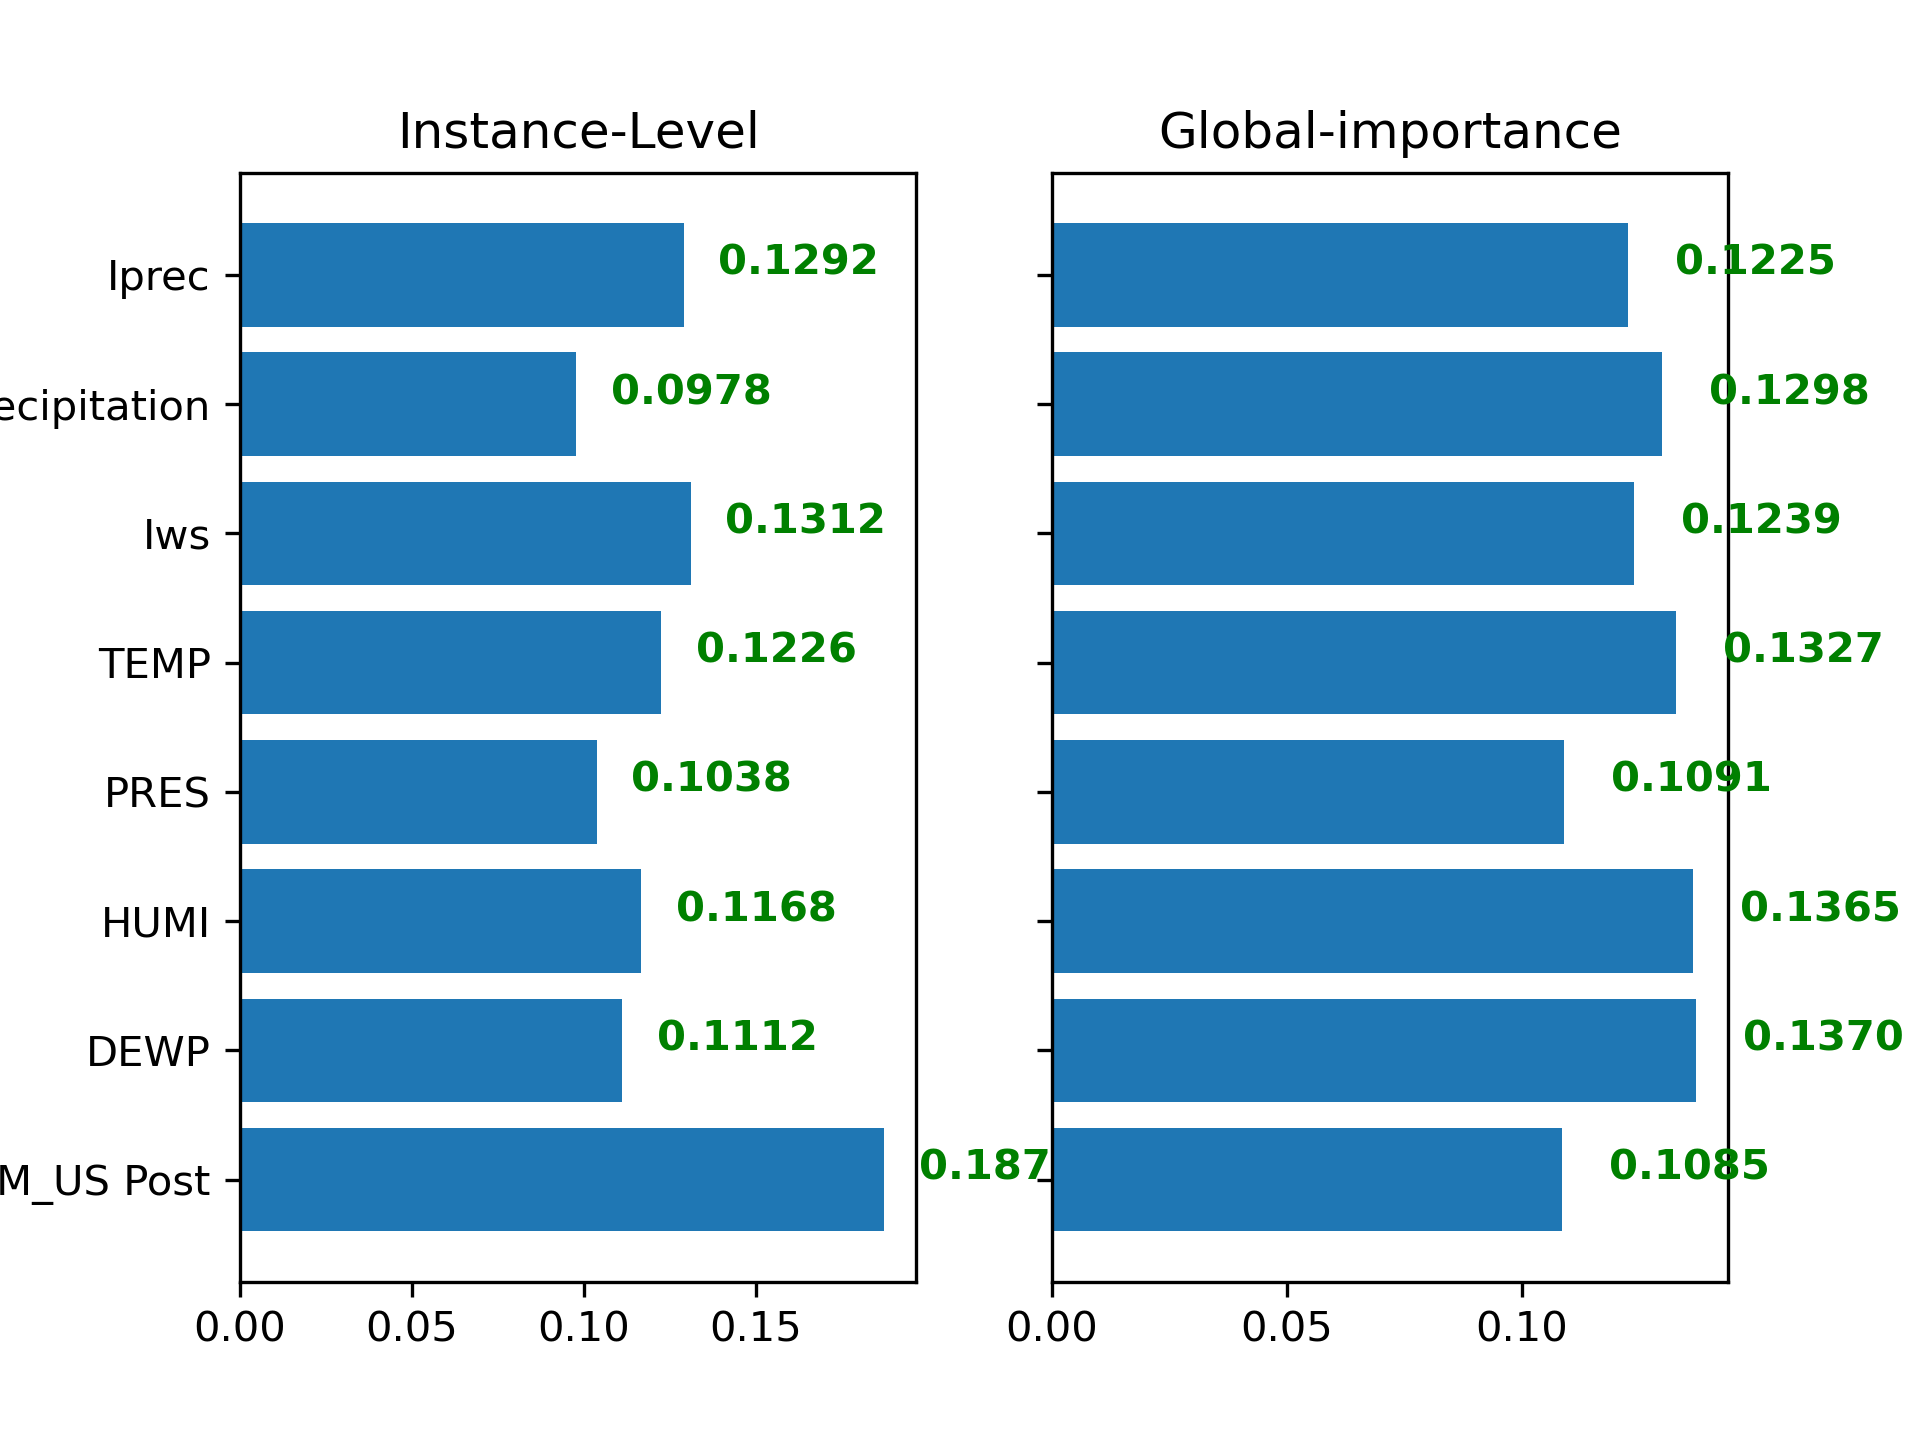 Instance-Level
Iprec
ecipitation
Iws
TEMP
PRES
HUMI
DEWP
M_US Post
0.1292
0.0978
0.1312
0.1226
0.1038
0.1168
0.1112
0.187
0.00 0.05 0.10 0.15
Global-importance
0.1225
0.1298
0.1239
0.1327
0.1091
0.1365
0.1370
0.1085
0.00 0.05 0.10